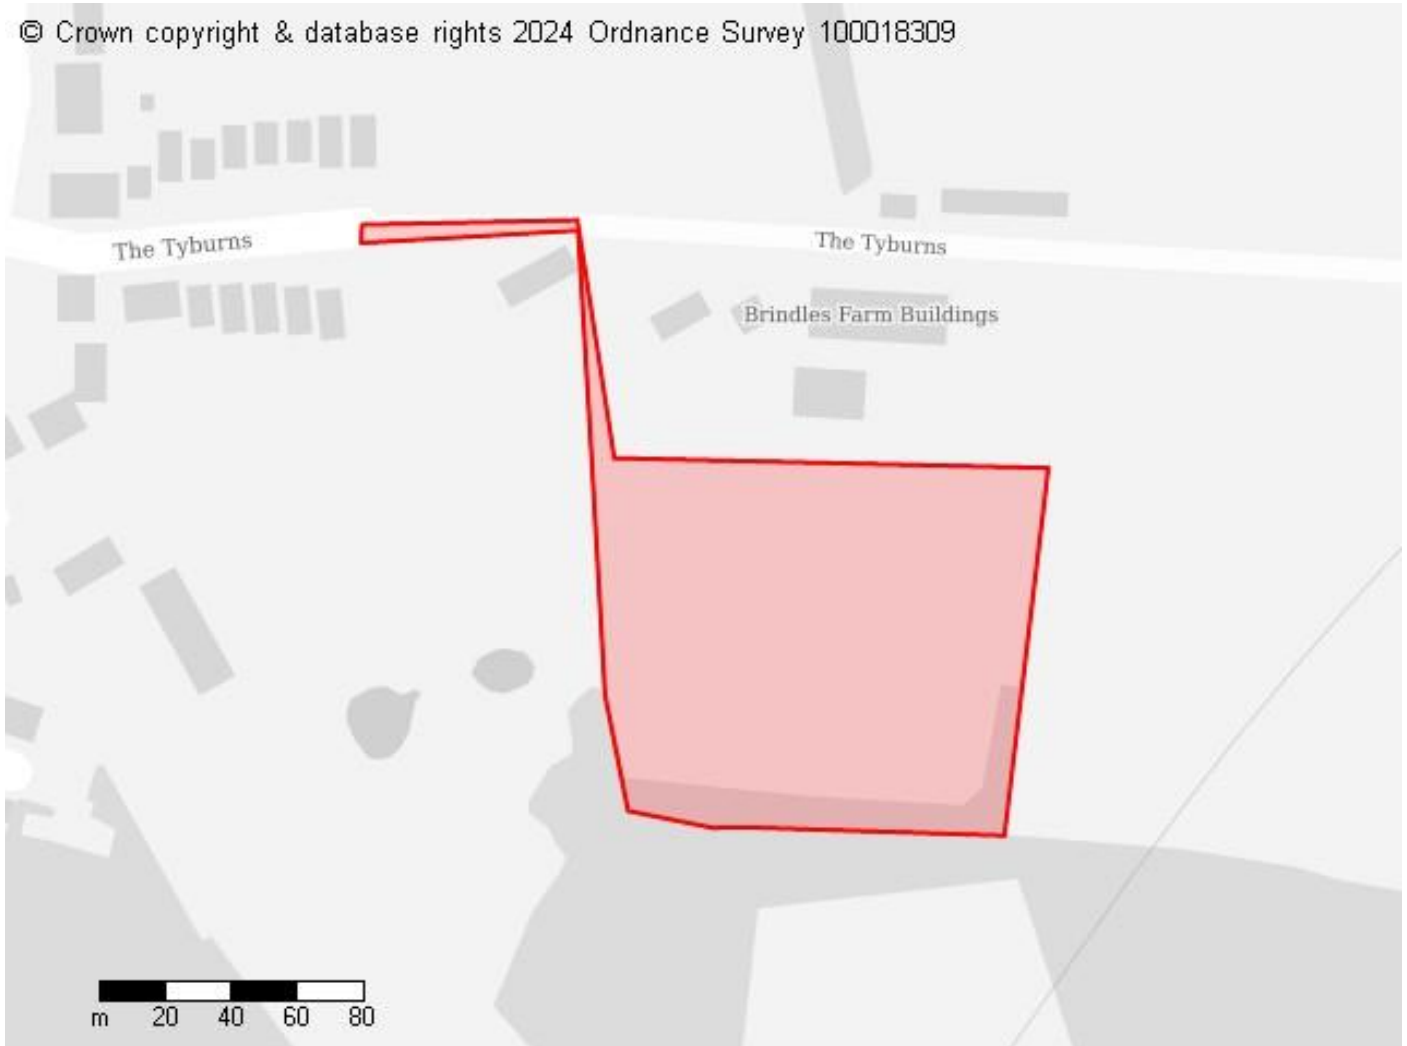 © Crown copyright & database rights 2024 Ordnance Survey 100018309
The Tyburns
The Tyburns
Brindles Farm Buildings
m 20 40 60 80